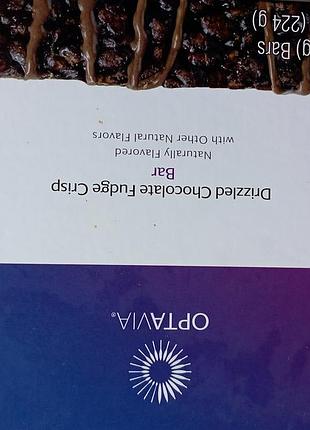 OPTAVIA®
Drizzled Chocolate Fudge Crisp
Bar
Naturally Flavored
with Other Natural Flavors
g) Bars
(224 g)